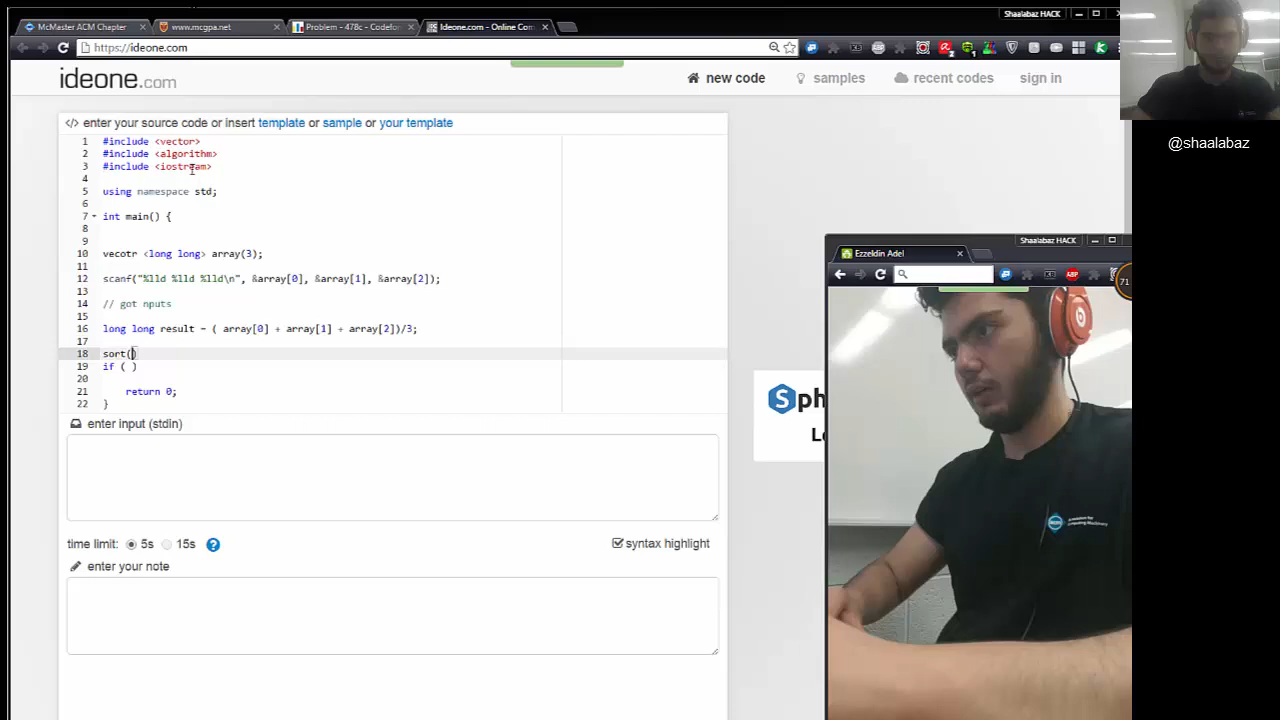 McMaster ACM Chapter
www.mcgpa.net
Problem - 478c - Codefor
Ideone.com - Online Com
Shaalabaz HACK
https://ideone.com
ideone.com
new code
samples
recent codes
sign in
</> enter your source code or insert template or sample or your template
1 #include <vector>
2 #include <algorithm>
3 #include <iostream>
4
5 using namespace std;
6
7 int main() {
8
9
10 vecotr <long long> array(3);
11
12 scanf("%lld %lld %lld\n", &array[0], &array[1], &array[2]);
13
14 // got nputs
15
16 long long result = ( array[0] + array[1] + array[2])/3;
17
18 sort()
19 if ( )
20
21 return 0;
22 }
enter input (stdin)
time limit: 5s 15s ?
syntax highlight
enter your note
S ph
Lo
Shaalabaz HACK
Ezzeldin Adel
ABP
71
@shaalabaz